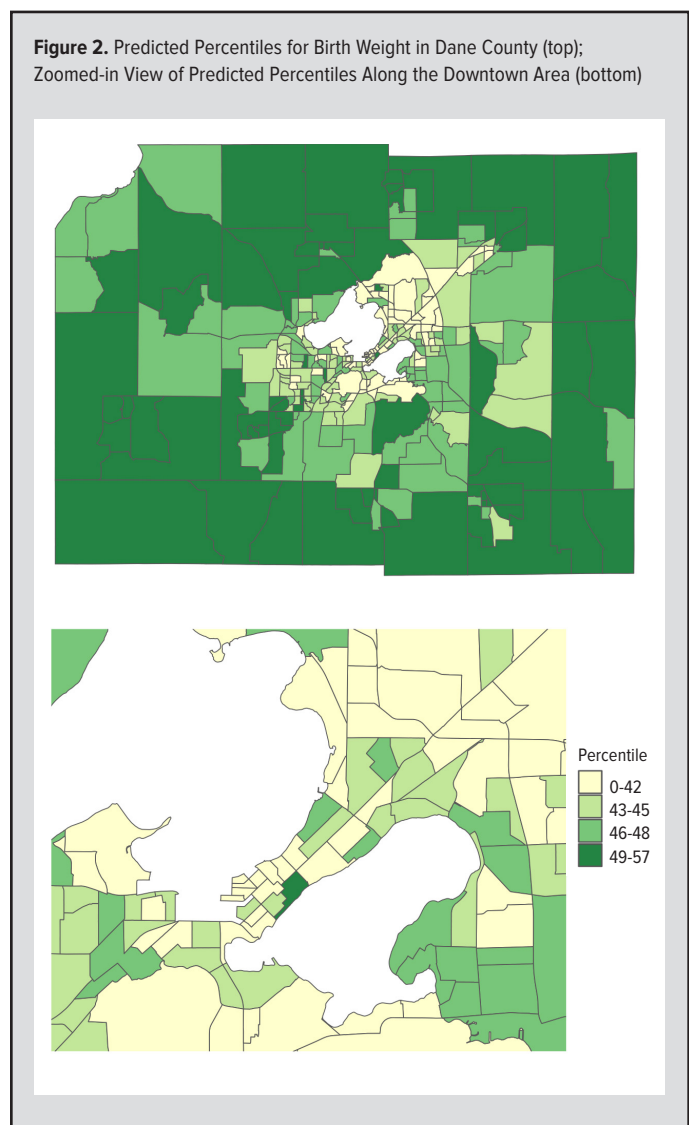 Figure 2. Predicted Percentiles for Birth Weight in Dane County (top);
Zoomed-in View of Predicted Percentiles Along the Downtown Area (bottom)
Percentile
0-42
43-45
46-48
49-57